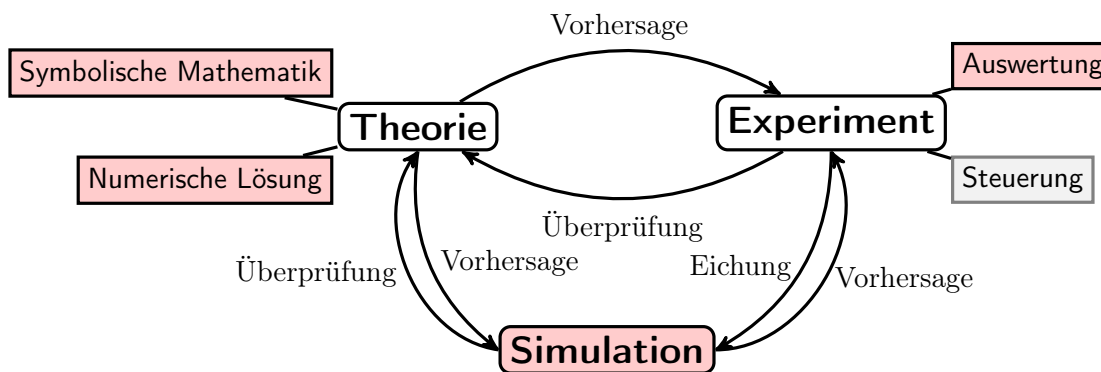 Vorhersage
Symbolische Mathematik
Auswertung
Theorie
Experiment
Numerische Lösung
Steuerung
Überprüfung
Überprüfung
Vorhersage
Eichung
Vorhersage
Simulation